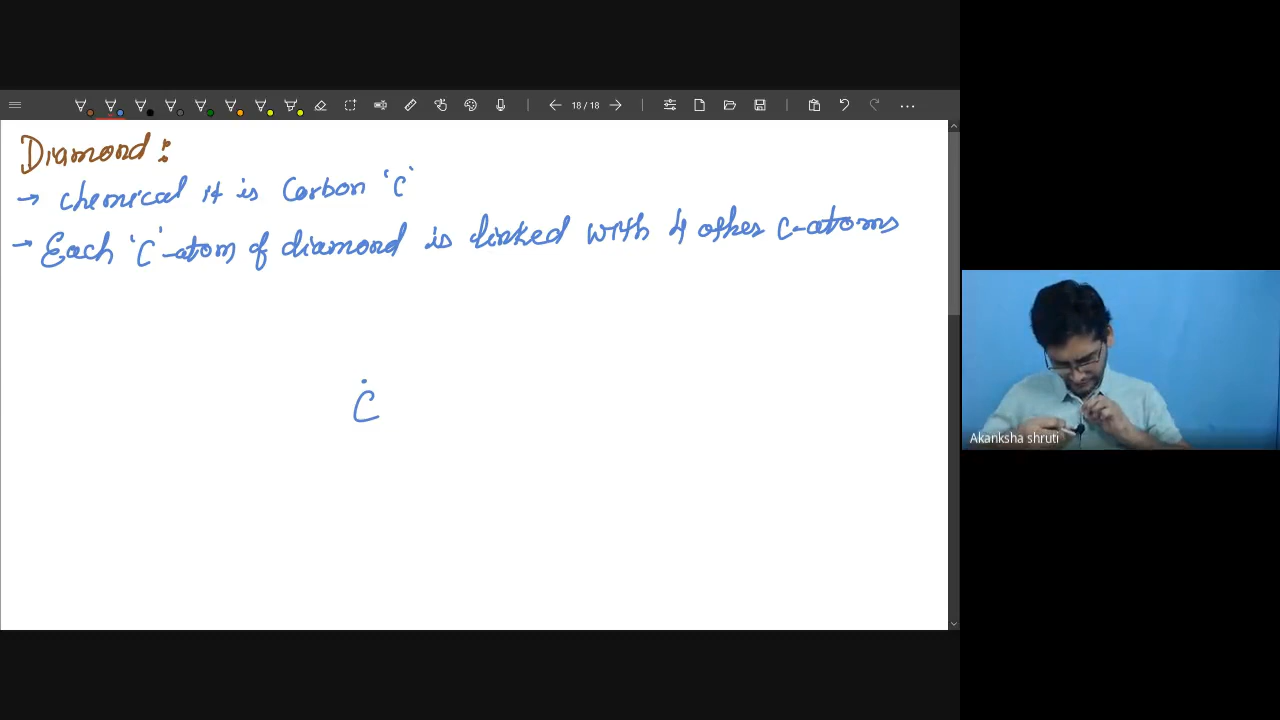 18 / 18
Diamond :
→ Chemical it is Carbon 'C'
→ Each 'C'-atom of diamond is linked with 4 other C-atoms
C
Akanksha shruti